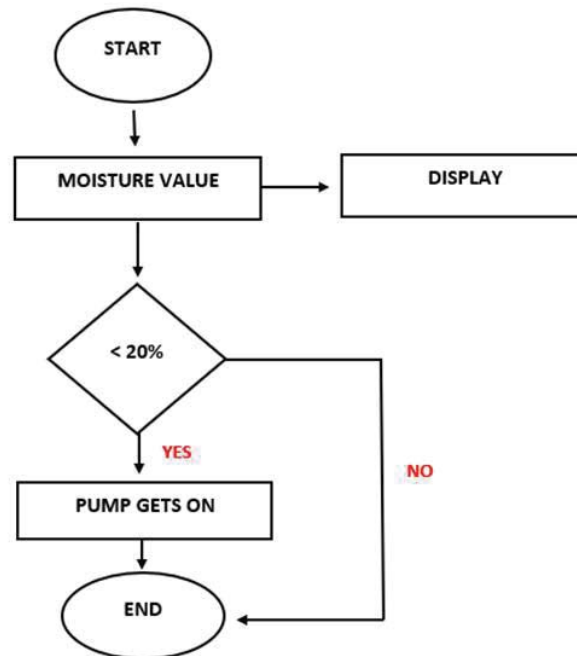 START
MOISTURE VALUE
DISPLAY
< 20%
YES
NO
PUMP GETS ON
END